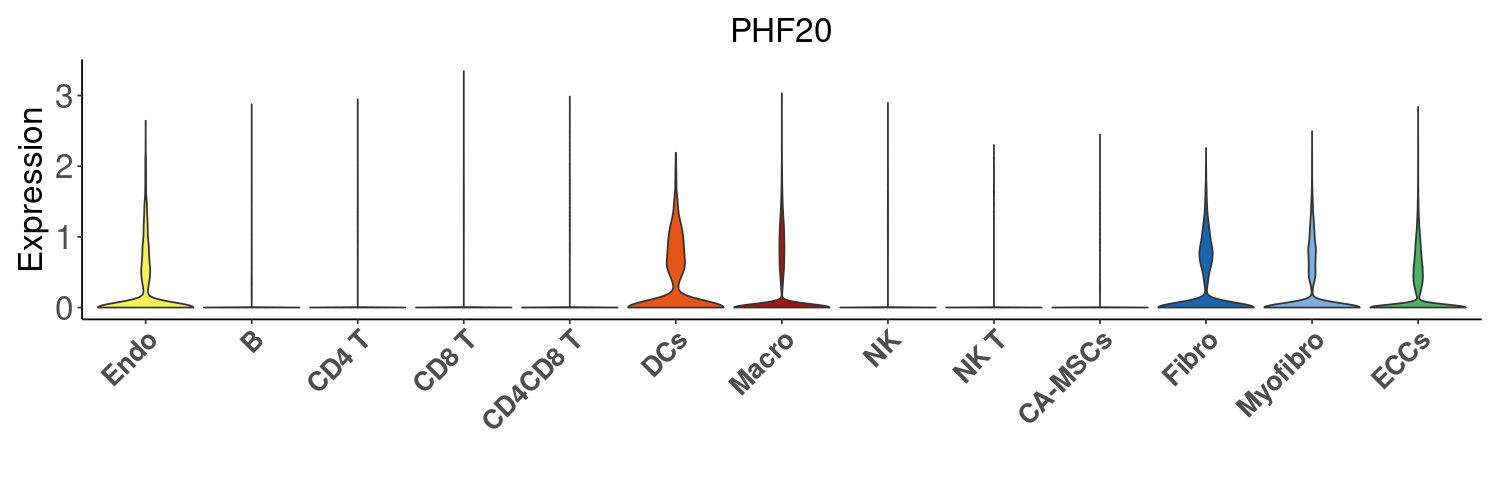 PHF20
Expression
3
2
1
0
Endo
B
CD4 T
CD8 T
CD4CD8 T
DCs
Macro
NK
NK T
CA-MSCs
Fibro
Myofibro
ECCs